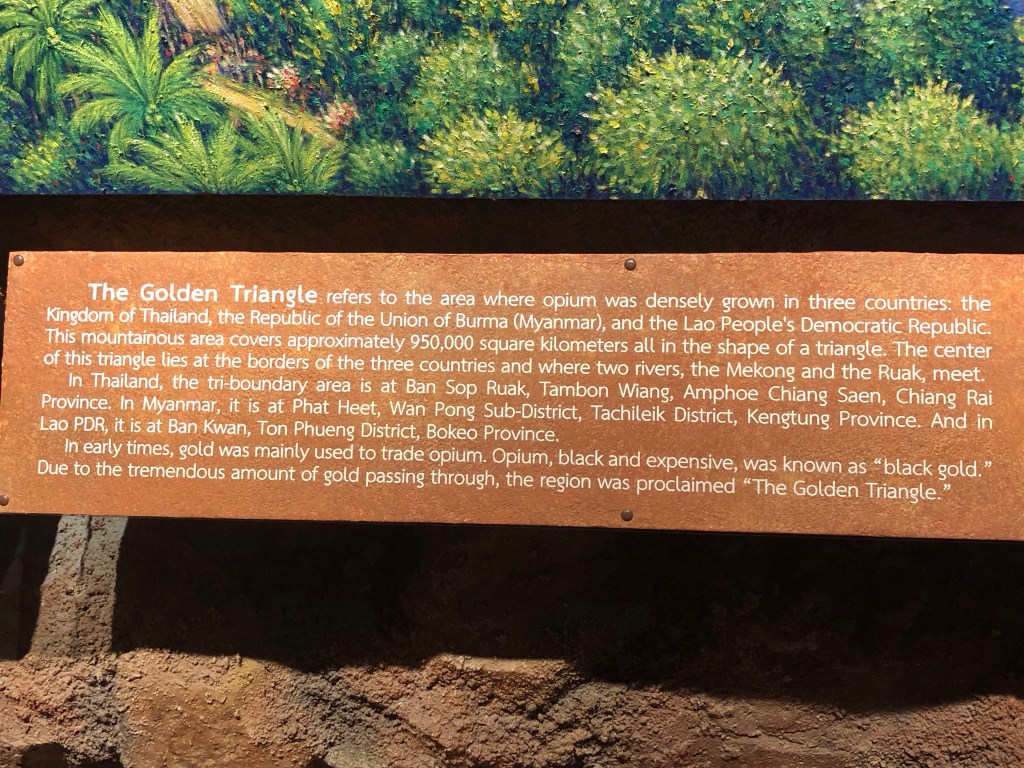 The Golden Triangle refers to the area where opium was densely grown in three countries: the
Kingdom of Thailand, the Republic of the Union of Burma (Myanmar), and the Lao People's Democratic Republic.
This mountainous area covers approximately 950,000 square kilometers all in the shape of a triangle. The center
of this triangle lies at the borders of the three countries and where two rivers, the Mekong and the Ruak, meet.
In Thailand, the tri-boundary area is at Ban Sop Ruak, Tambon Wiang, Amphoe Chiang Saen, Chiang Rai
Province. In Myanmar, it is at Phat Heet, Wan Pong Sub-District, Tachileik District, Kengtung Province. And in
Lao PDR, it is at Ban Kwan, Ton Phueng District, Bokeo Province.
In early times, gold was mainly used to trade opium. Opium, black and expensive, was known as “black gold.”
Due to the tremendous amount of gold passing through, the region was proclaimed “The Golden Triangle.”